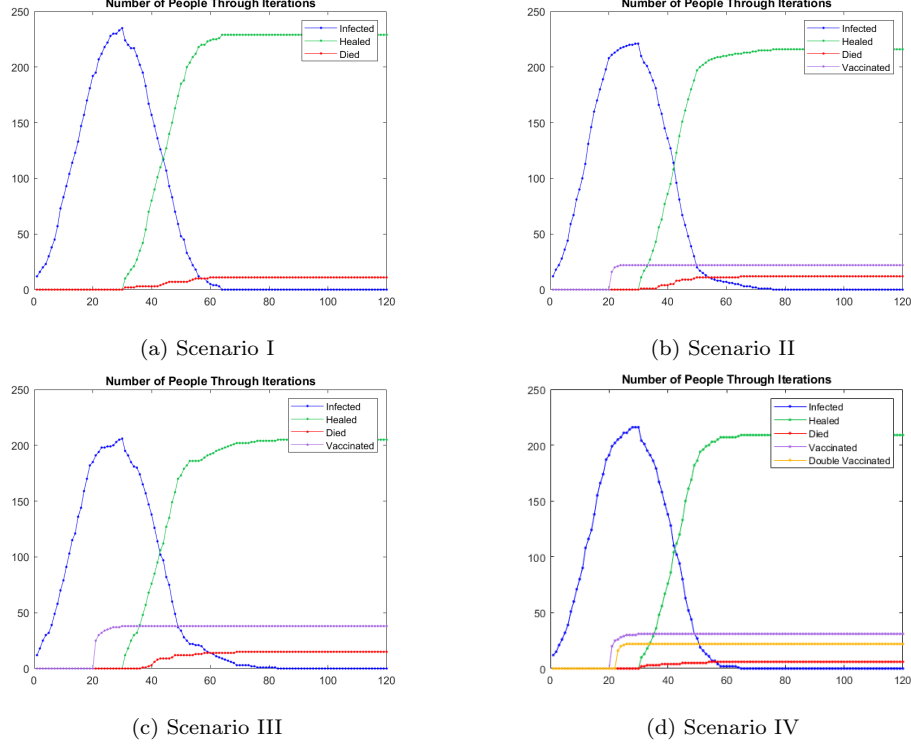 Number of People Through Iterations
Number of People Through Iterations
250
200
150
100
50
0
0 20 40 60 80 100 120
Infected
Healed
Died
250
200
150
100
50
0
0 20 40 60 80 100 120
Infected
Healed
Died
Vaccinated
(a) Scenario I
(b) Scenario II
Number of People Through Iterations
Number of People Through Iterations
250
200
150
100
50
0
0 20 40 60 80 100 120
Infected
Healed
Died
Vaccinated
250
200
150
100
50
0
0 20 40 60 80 100 120
Infected
Healed
Died
Vaccinated
Double Vaccinated
(c) Scenario III
(d) Scenario IV